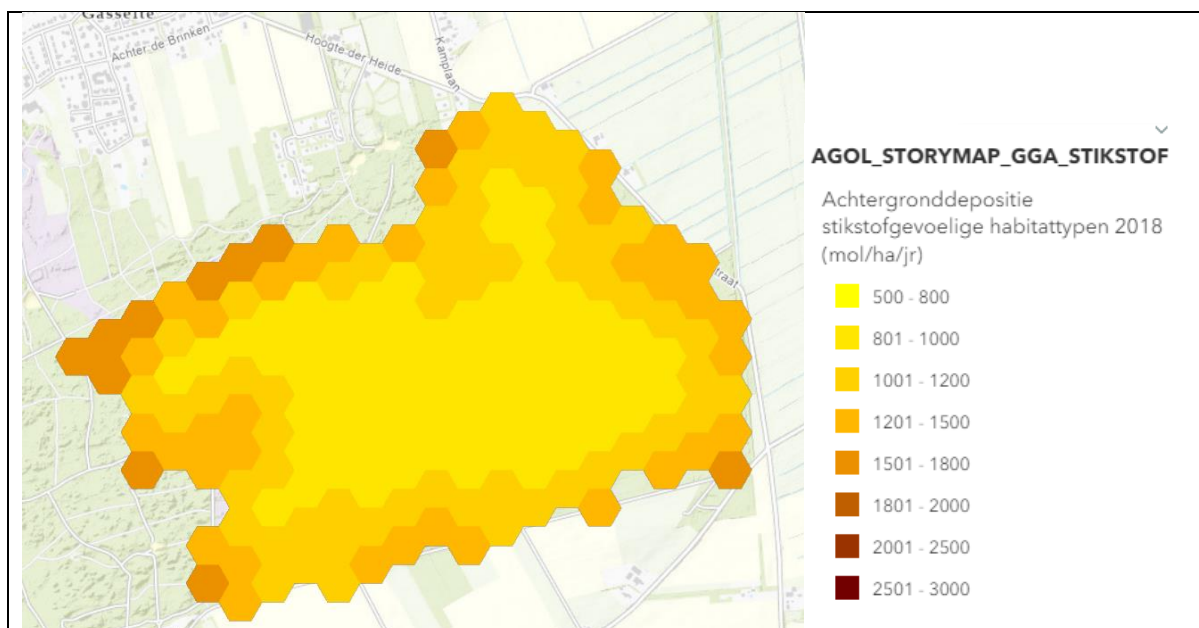 Gasselte
Achter de Brinken
Hoogte der Heide
Kamplaan
straat
AGOL_STORYMAP_GGA_STIKSTOF
Achtergronddepositie
stikstofgevoelige habitattypen 2018
(mol/ha/jr)
500 - 800
801 - 1000
1001 - 1200
1201 - 1500
1501 - 1800
1801 - 2000
2001 - 2500
2501 - 3000